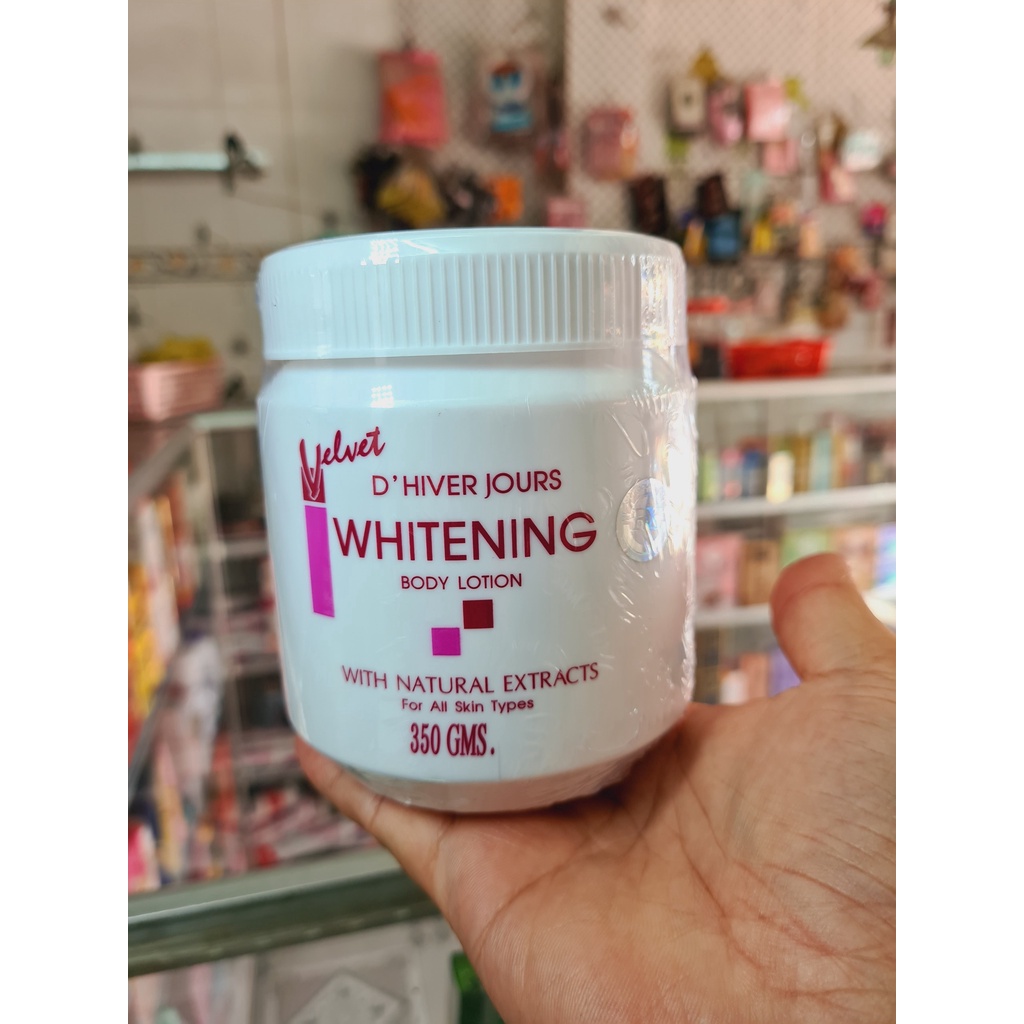 Velvet
D'HIVER JOURS
WHITENING
BODY LOTION
WITH NATURAL EXTRACTS
For All Skin Types
350 GMS.